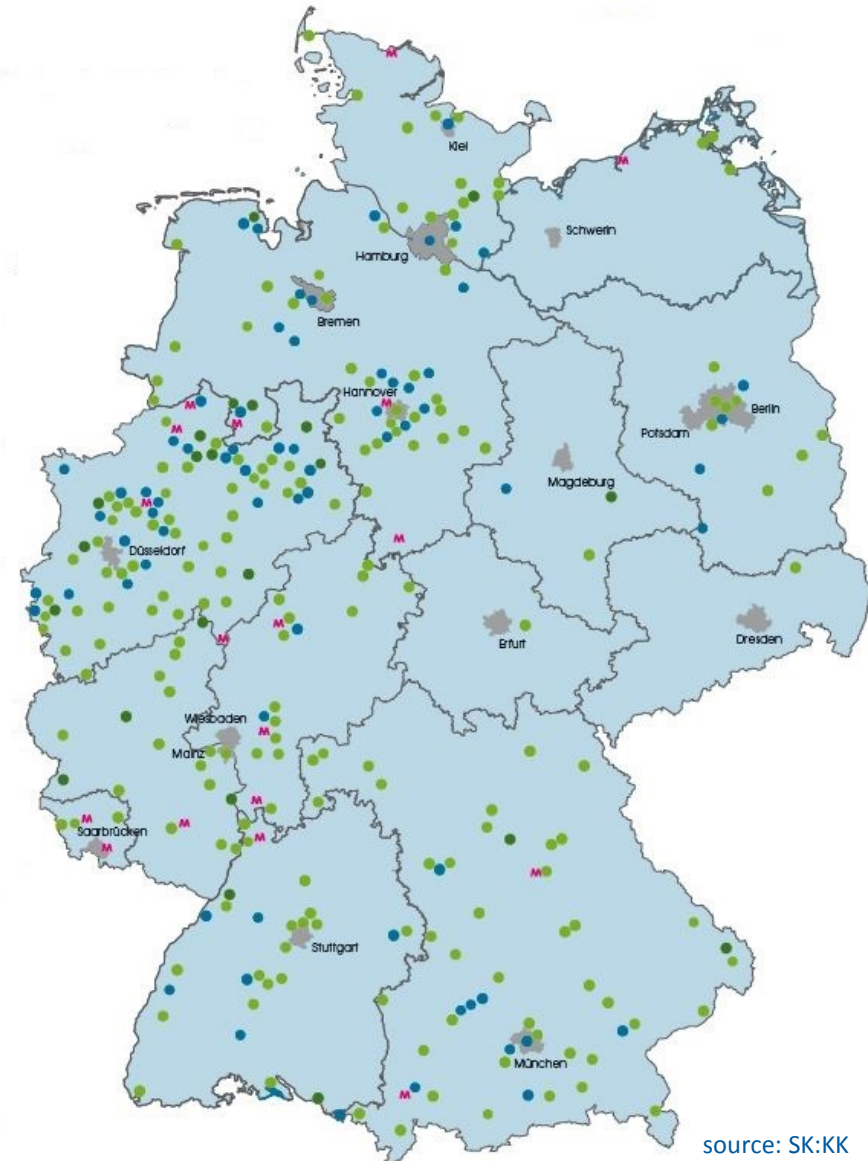 M
Kiel
M
Schwerin
Hamburg
Bremen
Hannover
M
M
M
M
Berlin
Potsdam
Magdeburg
M
M
Düsseldorf
Erfurt
Dresden
M
M
Wiesbaden
M
Mainz
M
M
M
Saarbrücken
M
M
M
Stuttgart
München
M
source: SK:KK